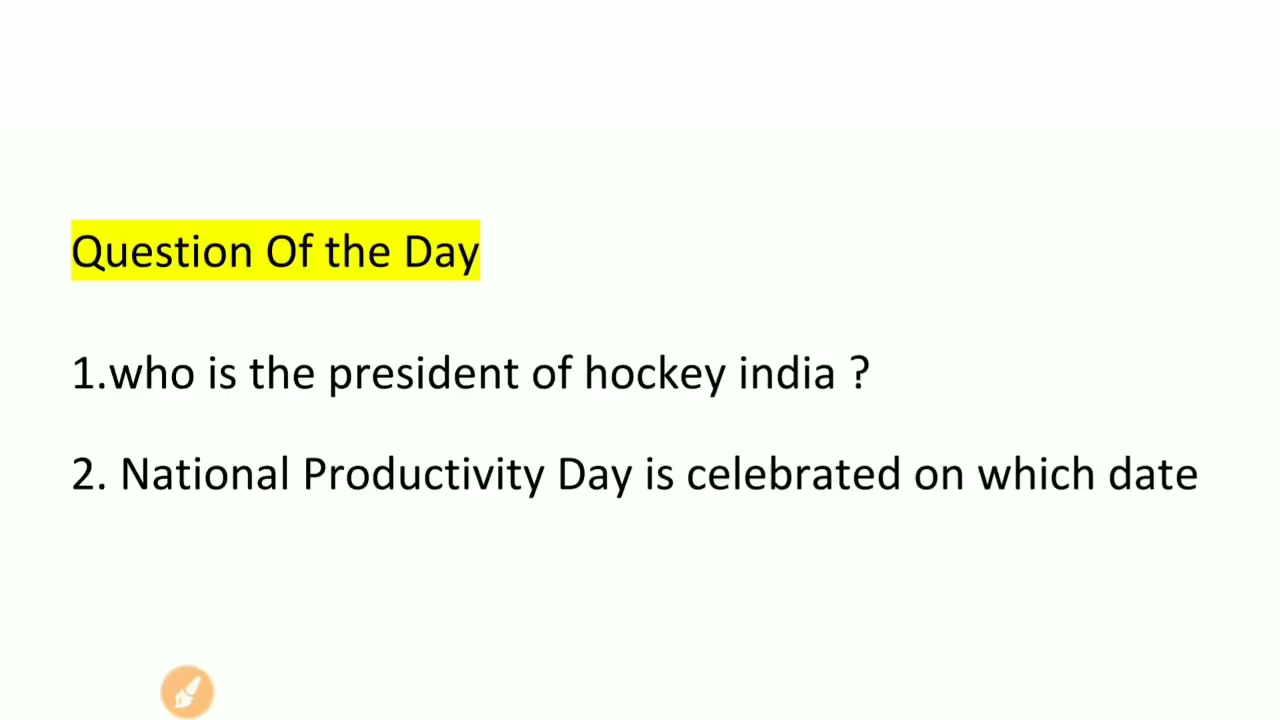 Question Of the Day
1.who is the president of hockey india ?
2. National Productivity Day is celebrated on which date